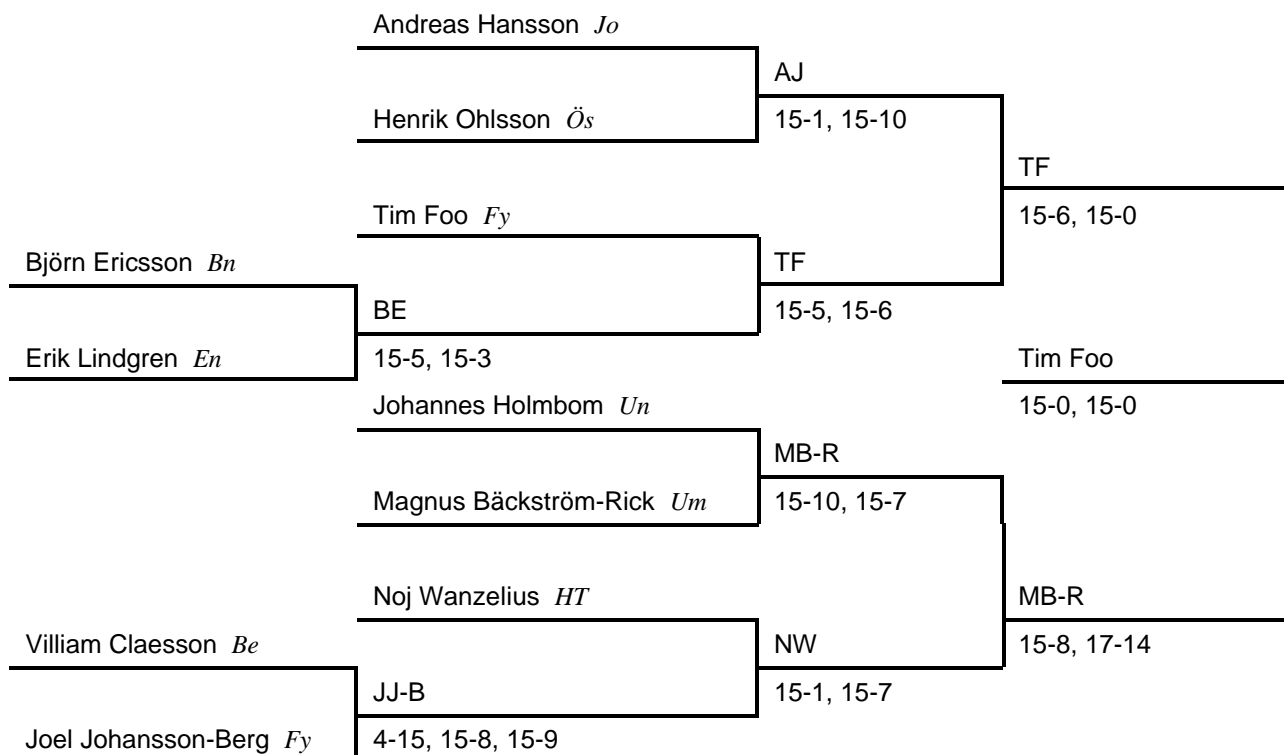 Andreas Hansson Jo
AJ
Henrik Ohlsson Ös
15-1, 15-10
TF
Tim Foo Fy
15-6, 15-0
Björn Ericsson Bn
TF
BE
15-5, 15-6
Erik Lindgren En
15-5, 15-3
Tim Foo
Johannes Holmbom Un
15-0, 15-0
MB-R
Magnus Bäckström-Rick Um
15-10, 15-7
Noj Wanzelius HT
MB-R
Villiam Claesson Be
NW
15-8, 17-14
JJ-B
15-1, 15-7
Joel Johansson-Berg Fy
4-15, 15-8, 15-9